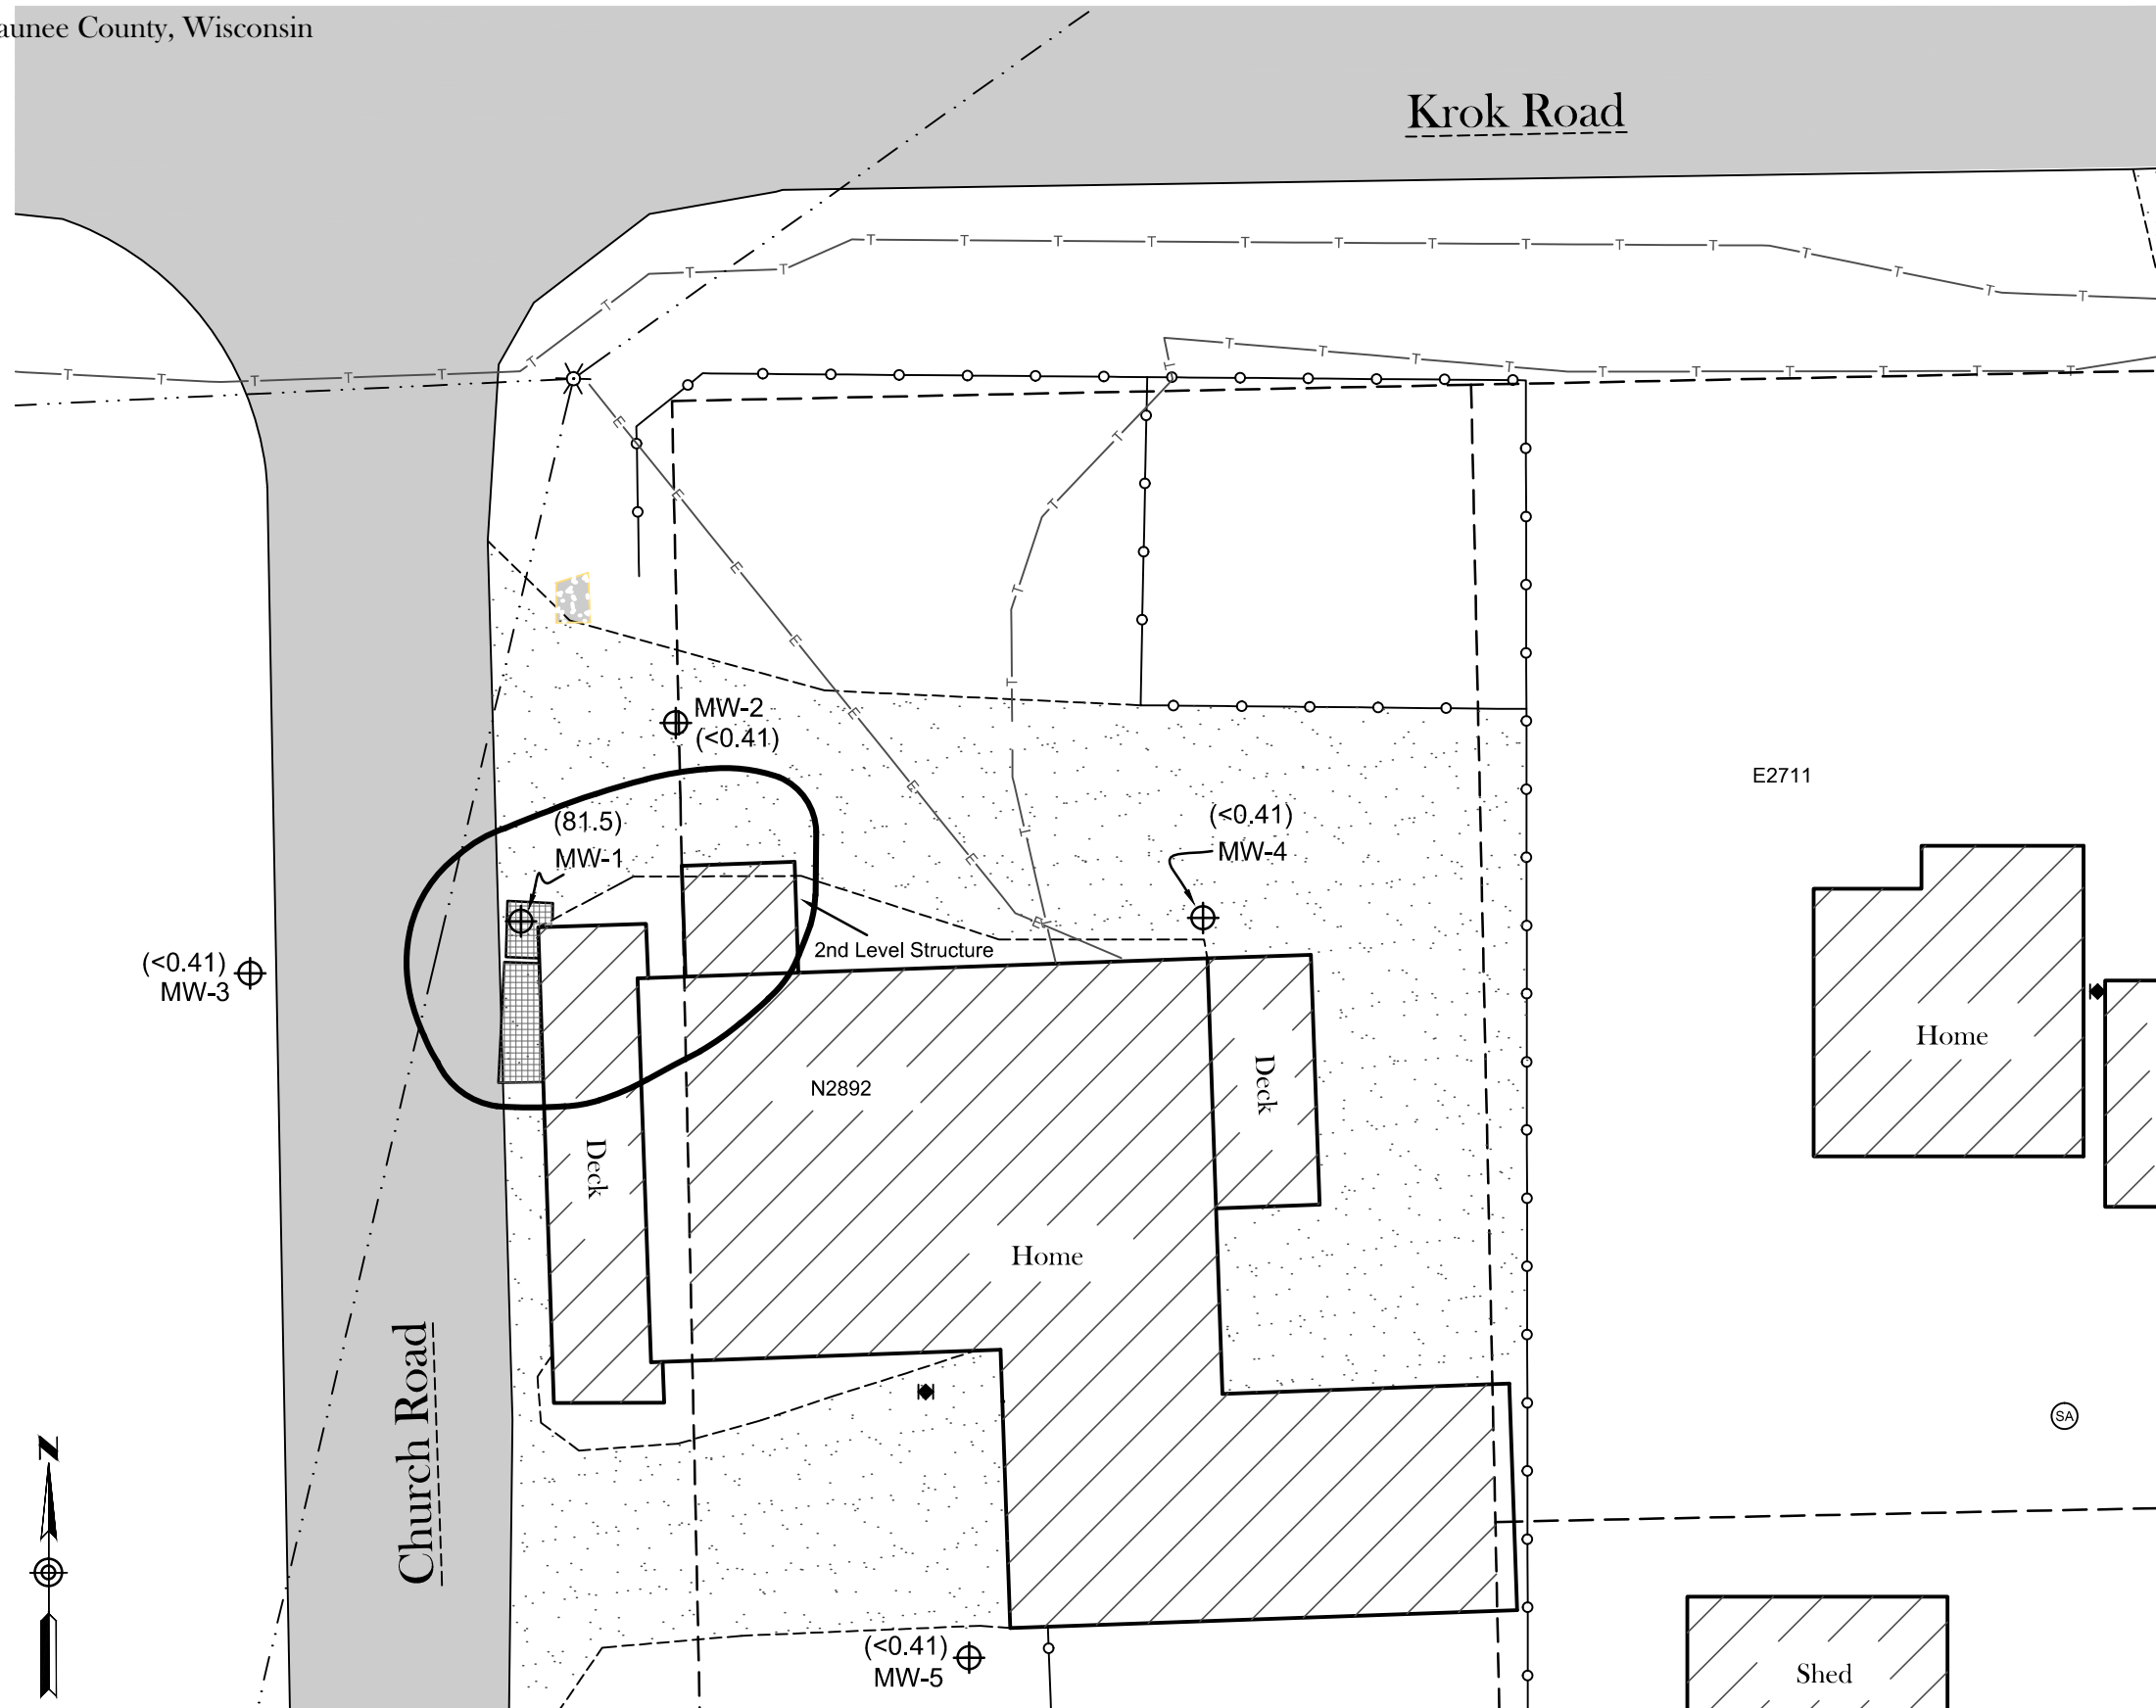 County, Wisconsin
Krok Road
MW-2
(<0.41)
E2711
(81.5)
MW-1
(<0.41)
MW-4
2nd Level Structure
(<0.41)
MW-3
N2892
Home
Deck
Deck
Home
Church Road
SA
N
(<0.41)
MW-5
Shed
T T T T T T T T T T T T T T T T T T T T
T T T T T T T T T T
T T T T T T
E E E E E E E E